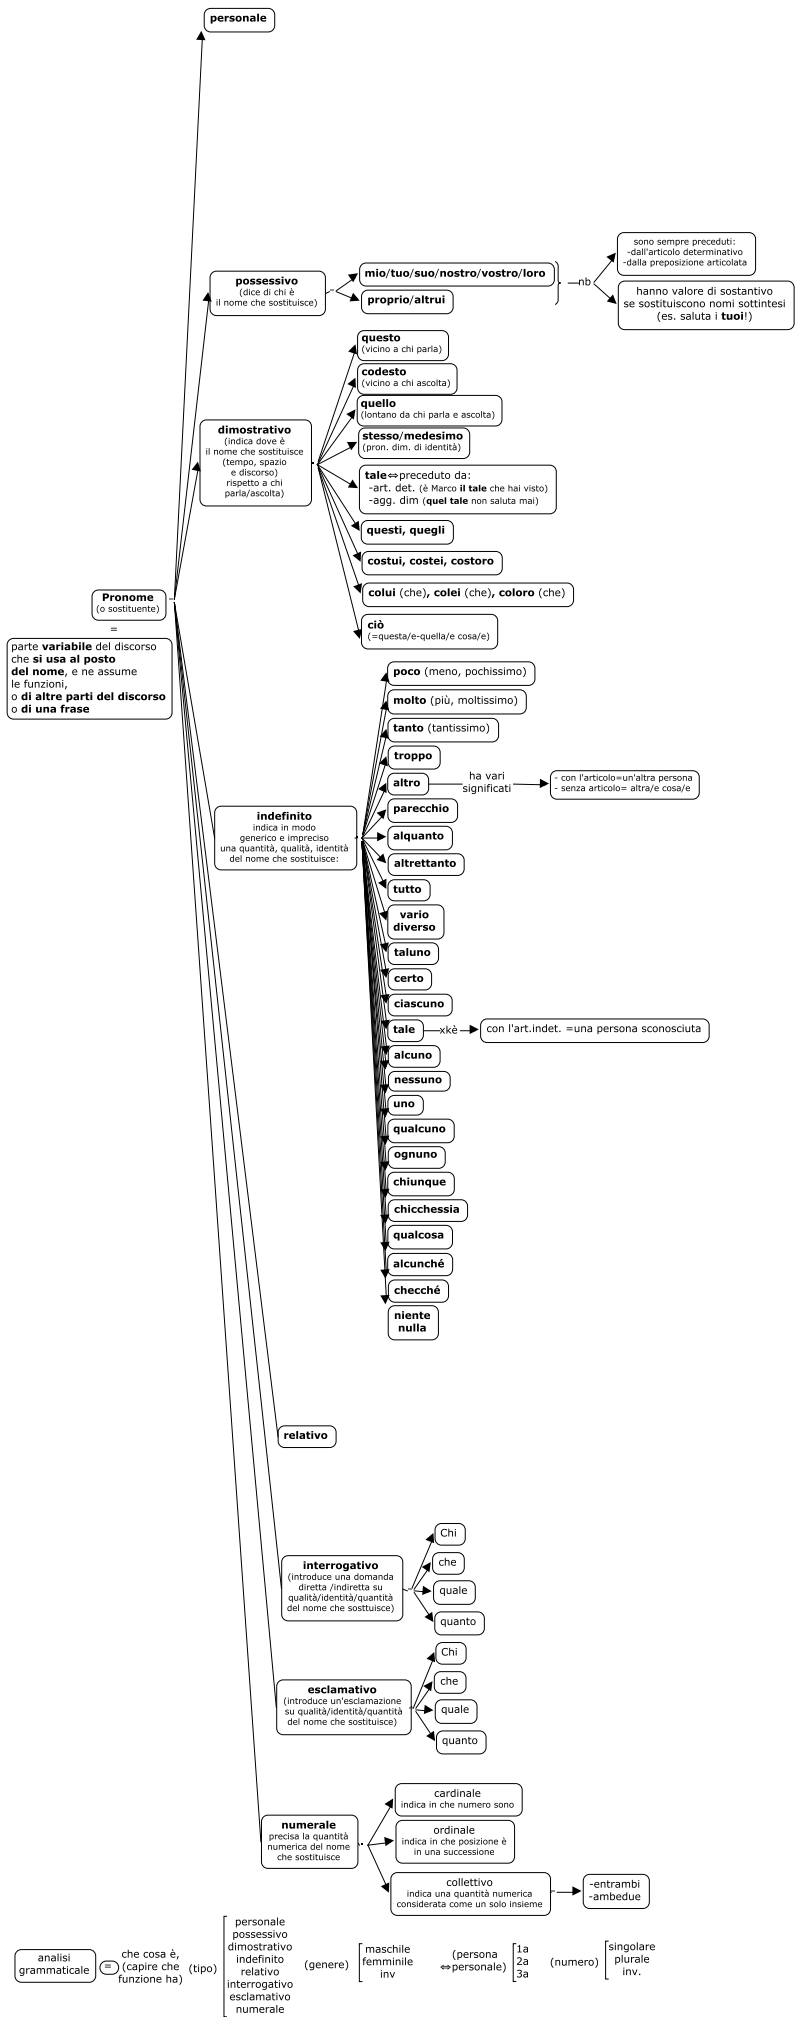 personale
possessivo
(dice di chi è
il nome che sostituisce)
mio/tuo/suo/nostro/vostro/loro
proprio/altrui
nb
sono sempre preceduti:
-dall'articolo determinativo
-dalla preposizione articolata
hanno valore di sostantivo
se sostituiscono nomi sottintesi
(es. saluta i tuoi!)
dimostrativo
(indica dove è
il nome che sostituisce
(tempo, spazio
e discorso)
rispetto a chi
parla/ascolta)
questo
(vicino a chi parla)
codesto
(vicino a chi ascolta)
quello
(lontano da chi parla e ascolta)
stesso/medesimo
(pron. dim. di identità)
tale⇔preceduto da:
-art. det. (è Marco il tale che hai visto)
-agg. dim (quel tale non saluta mai)
questi, quegli
costui, costei, costoro
colui (che), colei (che), coloro (che)
ciò
(=questa/e-quella/e cosa/e)
Pronome
(o sostituente)
=
parte variabile del discorso
che si usa al posto
del nome, e ne assume
le funzioni,
o di altre parti del discorso
o di una frase
indefinito
indica in modo
generico e impreciso
una quantità, qualità, identità
del nome che sostituisce:
poco (meno, pochissimo)
molto (più, moltissimo)
tanto (tantissimo)
troppo
altro
ha vari
significati
- con l'articolo=un'altra persona
- senza articolo= altra/e cosa/e
parecchio
alquanto
altrettanto
tutto
vario
diverso
taluno
certo
ciascuno
tale
xkè
con l'art.indet. =una persona sconosciuta
alcuno
nessuno
uno
qualcuno
ognuno
chiunque
chicchessia
qualcosa
alcunché
checché
niente
nulla
relativo
interrogativo
(introduce una domanda
diretta /indiretta su
qualità/identità/quantità
del nome che sosttuisce)
Chi
che
quale
quanto
esclamativo
(introduce un'esclamazione
su qualità/identità/quantità
del nome che sostituisce)
Chi
che
quale
quanto
numerale
precisa la quantità
numerica del nome
che sostituisce
cardinale
indica in che numero sono
ordinale
indica in che posizione è
in una successione
collettivo
indica una quantità numerica
considerata come un solo insieme
-entrambi
-ambedue
analisi
grammaticale
=
che cosa è,
(capire che
funzione ha)
(tipo)
personale
possessivo
dimostrativo
indefinito
relativo
interrogativo
esclamativo
numerale
(genere)
maschile
femminile
inv
(persona
⇔personale)
1a
2a
3a
(numero)
singolare
plurale
inv.